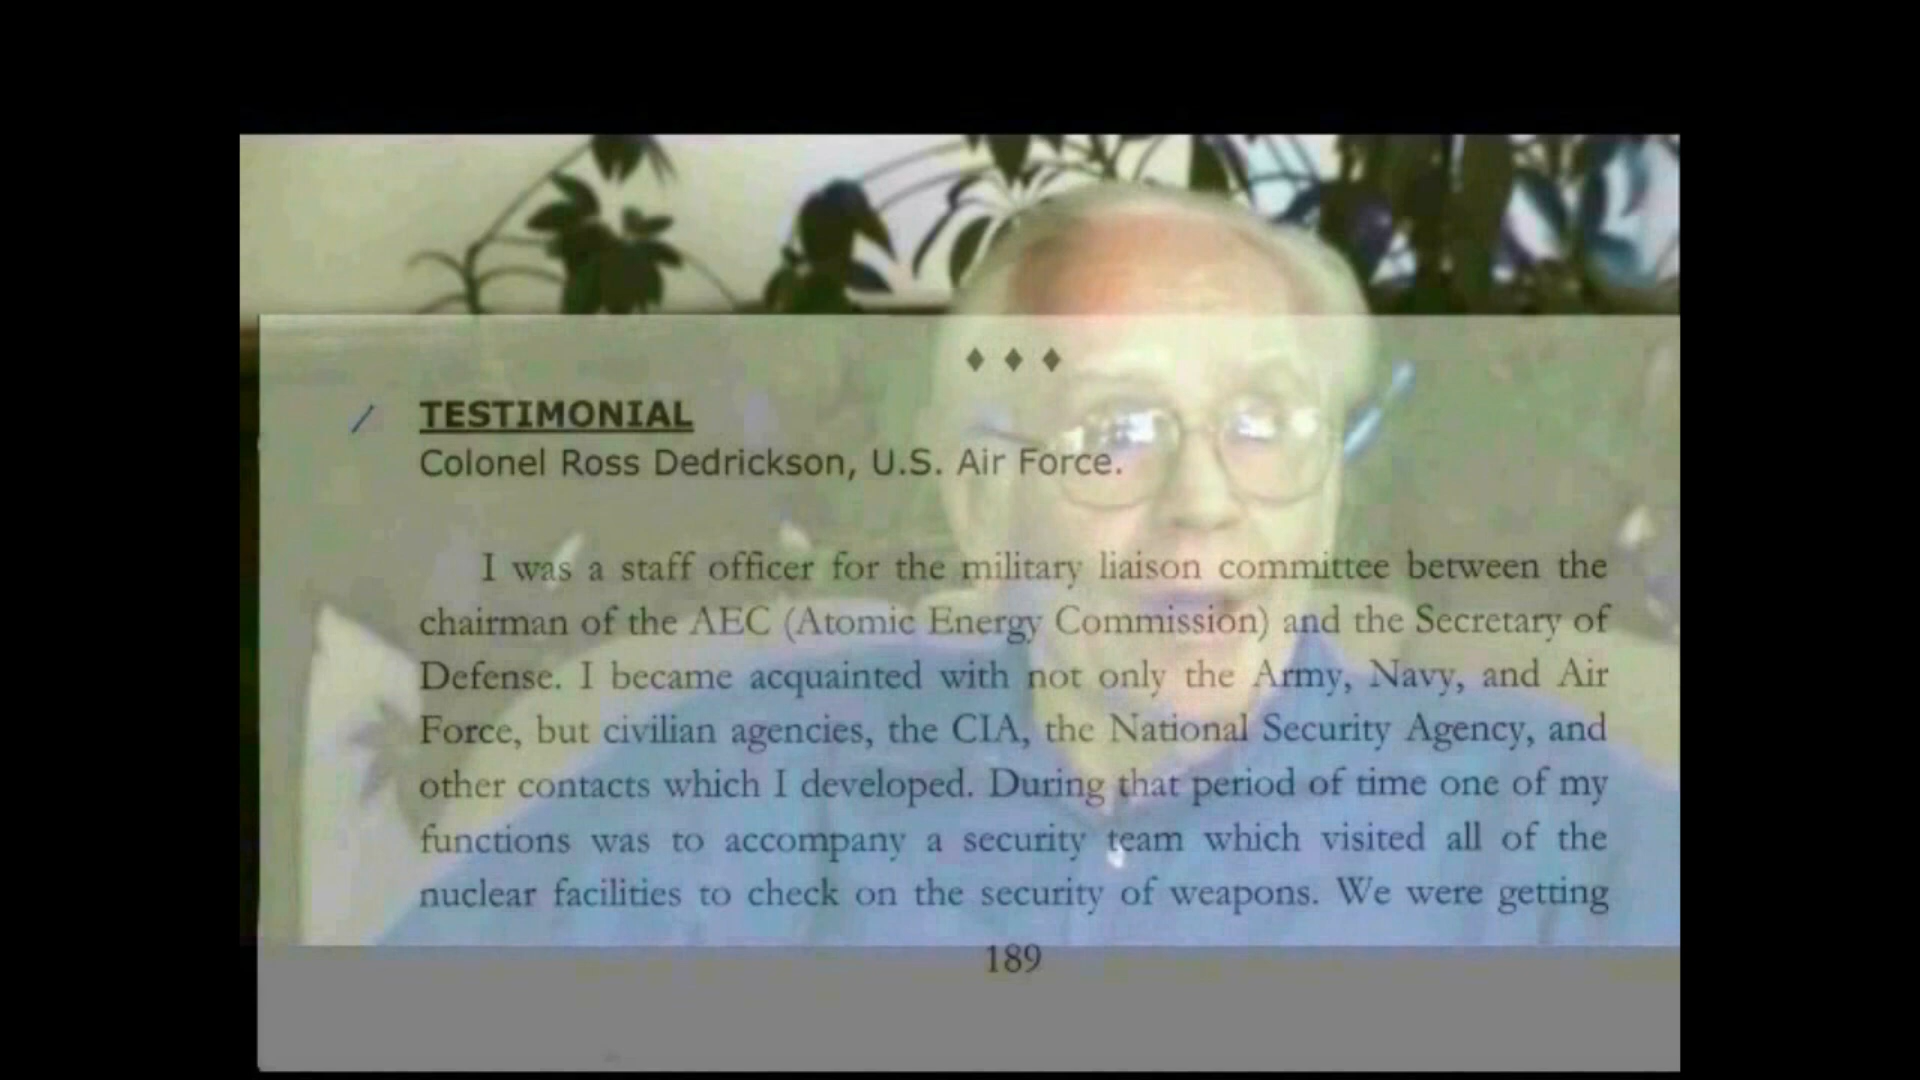 TESTIMONIAL
Colonel Ross Dedrickson, U.S. Air Force.
I was a staff officer for the military liaison committee between the
chairman of the AEC (Atomic Energy Commission) and the Secretary of
Defense. I became acquainted with not only the Army, Navy, and Air
Force, but civilian agencies, the CIA, the National Security Agency, and
other contacts which I developed. During that period of time one of my
functions was to accompany a security team which visited all of the
nuclear facilities to check on the security of weapons. We were getting
189